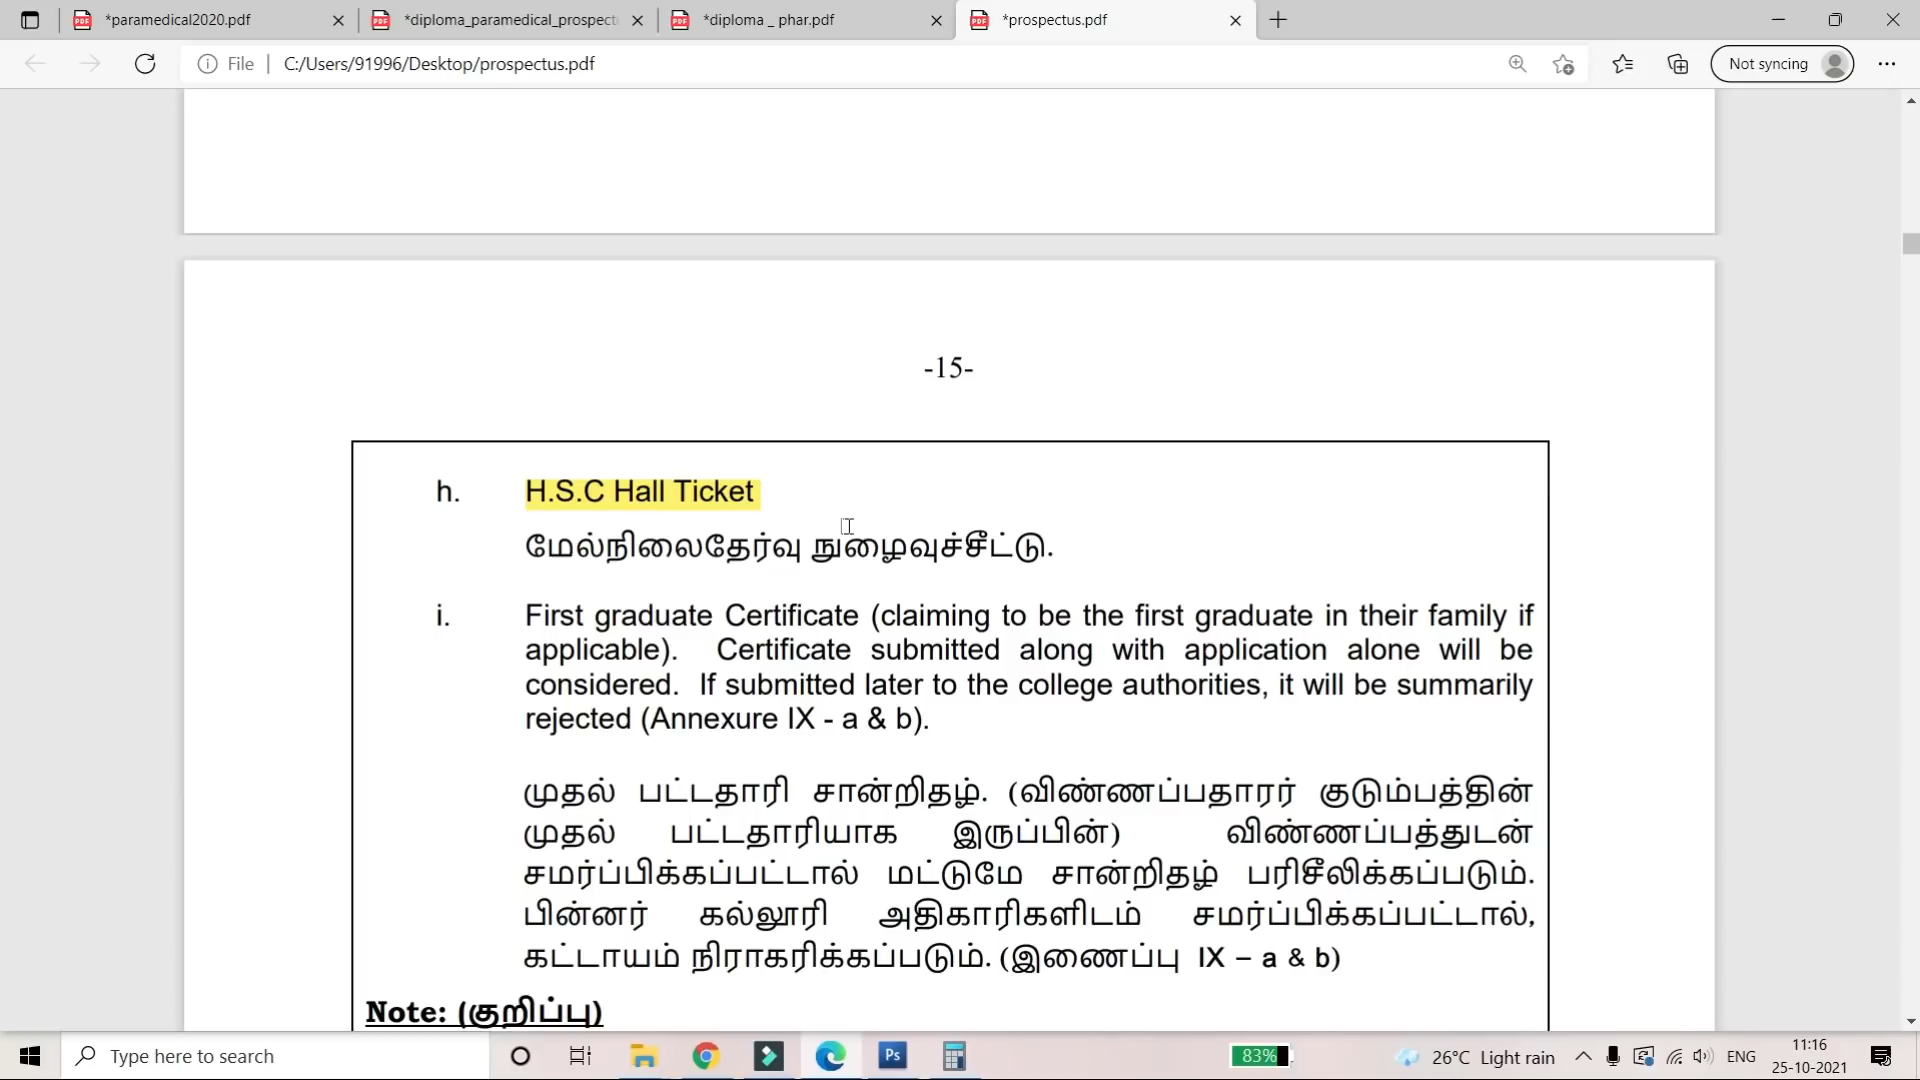 *paramedical2020.pdf
*diploma_paramedical_prospect
*diploma _ phar.pdf
*prospectus.pdf
File
C:/Users/91996/Desktop/prospectus.pdf
Not syncing
-15-
h. H.S.C Hall Ticket
மேல்நிலைதேர்வு நுழைவுச்சீட்டு.
i. First graduate Certificate (claiming to be the first graduate in their family if
applicable). Certificate submitted along with application alone will be
considered. If submitted later to the college authorities, it will be summarily
rejected (Annexure IX - a & b).
முதல் பட்டதாரி சான்றிதழ். (விண்ணப்பதாரர் குடும்பத்தின்
முதல் பட்டதாரியாக இருப்பின்) விண்ணப்பத்துடன்
சமர்ப்பிக்கப்பட்டால் மட்டுமே சான்றிதழ் பரிசீலிக்கப்படும்.
பின்னர் கல்லூரி அதிகாரிகளிடம் சமர்ப்பிக்கப்பட்டால்,
கட்டாயம் நிராகரிக்கப்படும். (இணைப்பு IX – a & b)
Note: (குறிப்பு)
Type here to search
Ps
83%
26°C Light rain
ENG
11:16
25-10-2021